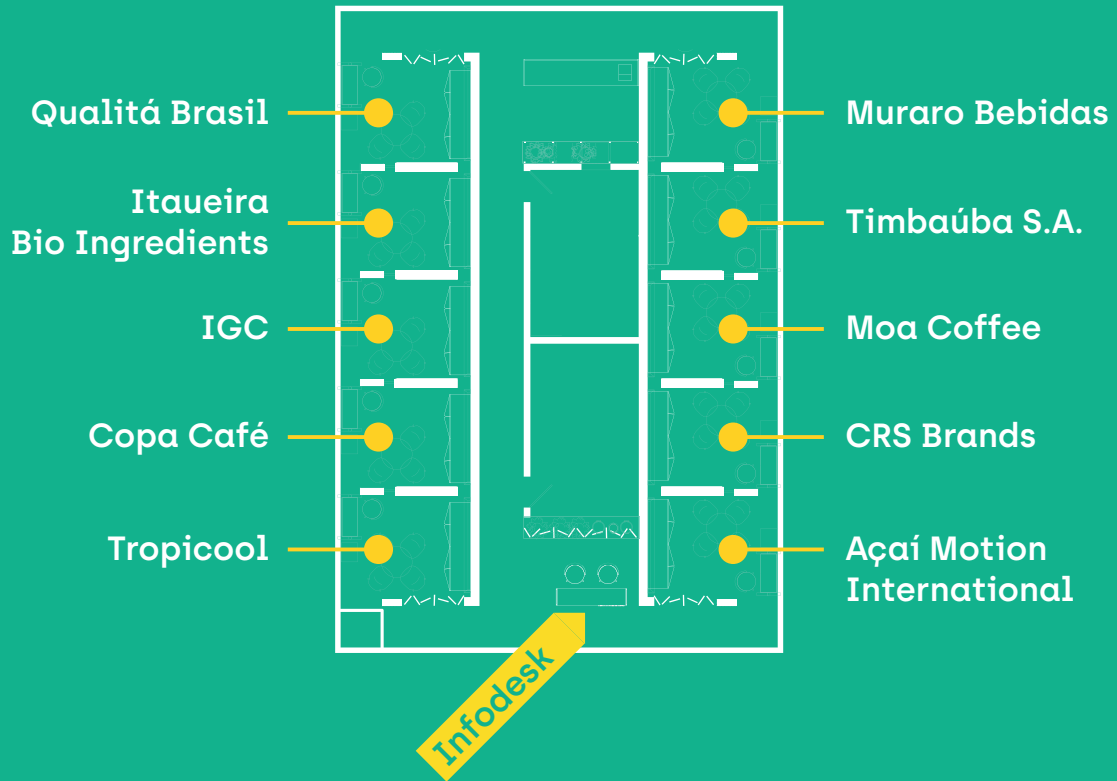 Qualitá Brasil
Itaueira
Bio Ingredients
IGC
Copa Café
Tropicool
Muraro Bebidas
Timbaúba S.A.
Moa Coffee
CRS Brands
Açaí Motion
International
Infodesk